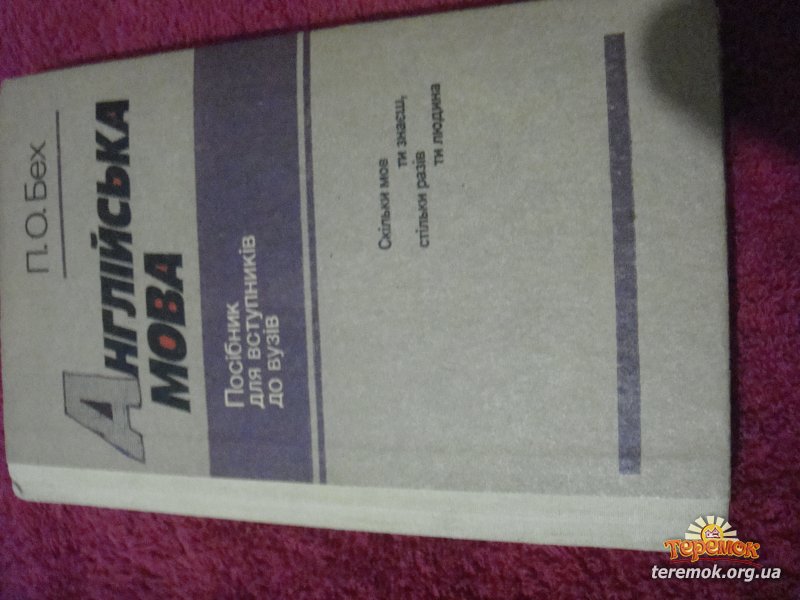 П. О. Бех
Англійська
мова
Посібник
для вступників
до вузів
Скільки мов
ти знаєш,
стільки разів
ти людина
Теремок
teremok.org.ua